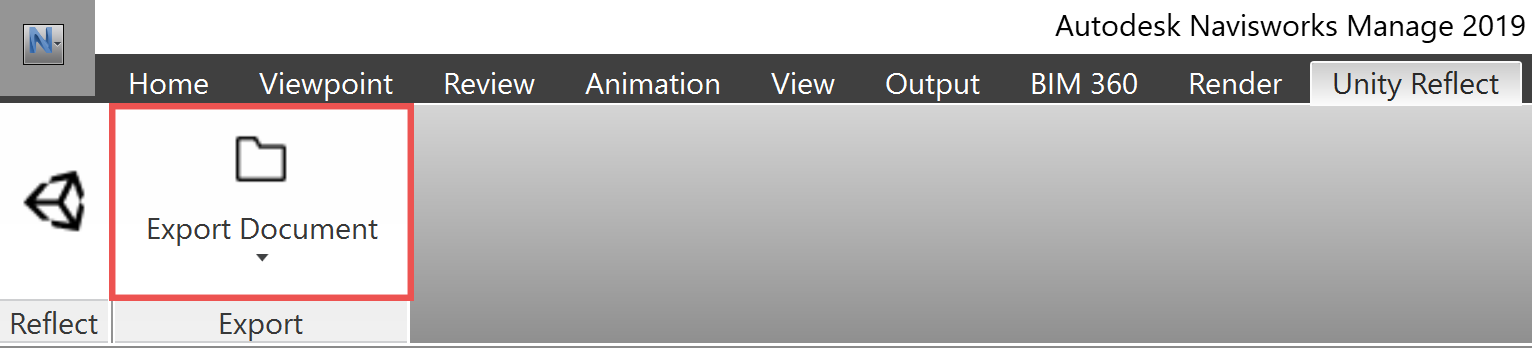 Autodesk Navisworks Manage 2019
N
Home Viewpoint Review Animation View Output BIM 360 Render Unity Reflect
Export Document
Reflect Export